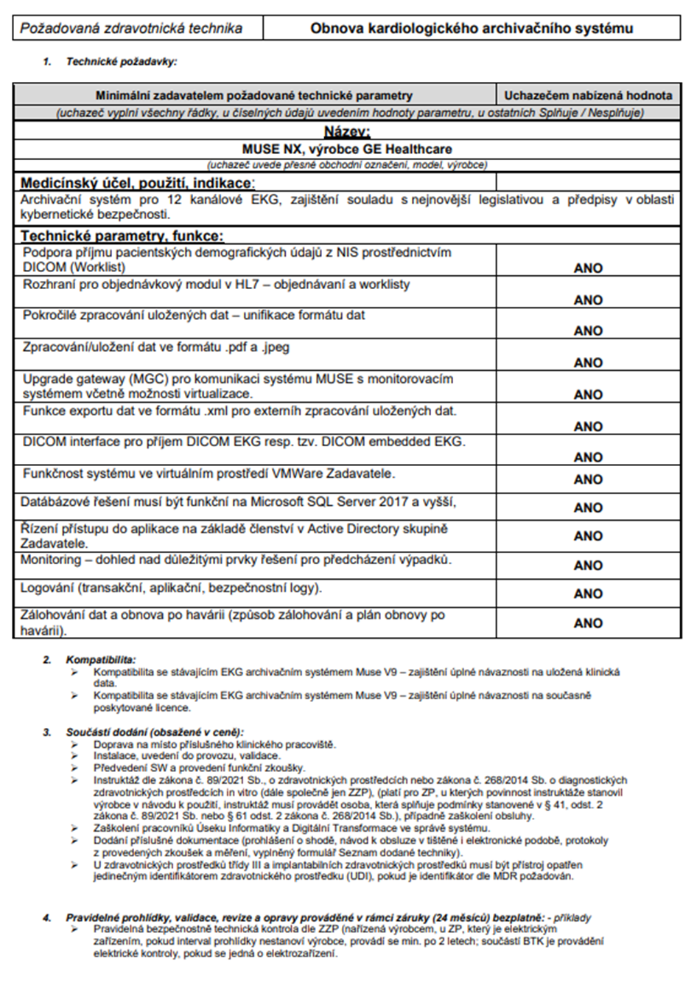 Požadovaná zdravotnická technika
Obnova kardiologického archivačního systému
1. Technické požadavky:
Minimální zadavatelem požadované technické parametry
Uchazečem nabízená hodnota
(uchazeč vyplní všechny řádky, u číselných údajů uvedením hodnoty parametru, u ostatních Splňuje / Nesplňuje)
Název:
MUSE NX, výrobce GE Healthcare
(uchazeč uvede přesné obchodní označení, model, výrobce)
Medicínský účel, použití, indikace:
Archivační systém pro 12 kanálové EKG, zajištění souladu s nejnovější legislativou a předpisy v oblasti
kybernetické bezpečnosti.
Technické parametry, funkce:
Podpora příjmu pacientských demografických údajů z NIS prostřednictvím
DICOM (Worklist)
ANO
Rozhraní pro objednávkový modul v HL7 – objednávaní a worklisty
ANO
Pokročilé zpracování uložených dat – unifikace formátu dat
ANO
Zpracování/uložení dat ve formátu .pdf a .jpeg
ANO
Upgrade gateway (MGC) pro komunikaci systému MUSE s monitorovacím
systémem včetně možnosti virtualizace.
ANO
Funkce exportu dat ve formátu .xml pro externíh zpracování uložených dat.
ANO
DICOM interface pro příjem DICOM EKG resp. tzv. DICOM embedded EKG.
ANO
Funkčnost systému ve virtuálním prostředí VMWare Zadavatele.
ANO
Datábázové řešení musí být funkční na Microsoft SQL Server 2017 a vyšší,
ANO
Řízení přístupu do aplikace na základě členství v Active Directory skupině
Zadavatele.
ANO
Monitoring – dohled nad důležitými prvky řešení pro předcházení výpadků.
ANO
Logování (transakční, aplikační, bezpečnostní logy).
ANO
Zálohování dat a obnova po havárii (způsob zálohování a plán obnovy po
havárii).
ANO
2. Kompatibilita:
➢ Kompatibilita se stávajícím EKG archivačním systémem Muse V9 – zajištění úplné návaznosti na uložená klinická
data.
➢ Kompatibilita se stávajícím EKG archivačním systémem Muse V9 – zajištění úplné návaznosti na současně
poskytované licence.
3. Součástí dodání (obsažené v ceně):
➢ Doprava na místo příslušného klinického pracoviště.
➢ Instalace, uvedení do provozu, validace.
➢ Předvedení SW a provedení funkční zkoušky.
➢ Instruktáž dle zákona č. 89/2021 Sb., o zdravotnických prostředcích nebo zákona č. 268/2014 Sb. o diagnostických
zdravotnických prostředcích in vitro (dále společně jen ZZP), (platí pro ZP, u kterých povinnost instruktáže stanovil
výrobce v návodu k použití, instruktáž musí provádět osoba, která splňuje podmínky stanovené v § 41, odst. 2
zákona č. 89/2021 Sb. nebo § 61 odst. 2 zákona č. 268/2014 Sb.), případně zaškolení obsluhy.
➢ Zaškolení pracovníků Úseku Informatiky a Digitální Transformace ve správě systému.
➢ Dodání příslušné dokumentace (prohlášení o shodě, návod k obsluze v tištěné i elektronické podobě, protokoly
z provedených zkoušek a měření, vyplněný formulář Seznam dodané techniky).
➢ U zdravotnických prostředků třídy III a implantabilních zdravotnických prostředků musí být přístroj opatřen
jedinečným identifikátorem zdravotnického prostředku (UDI), pokud je identifikátor dle MDR požadován.
4. Pravidelné prohlídky, validace, revize a opravy prováděné v rámci záruky (24 měsíců) bezplatně: - příklady
➢ Pravidelná bezpečnostně technická kontrola dle ZZP (nařízená výrobcem, u ZP, který je elektrickým
zařízením, pokud interval prohlídky nestanoví výrobce, provádí se min. po 2 letech; součástí BTK je provádění
elektrické kontroly, pokud se jedná o elektrozařízení.